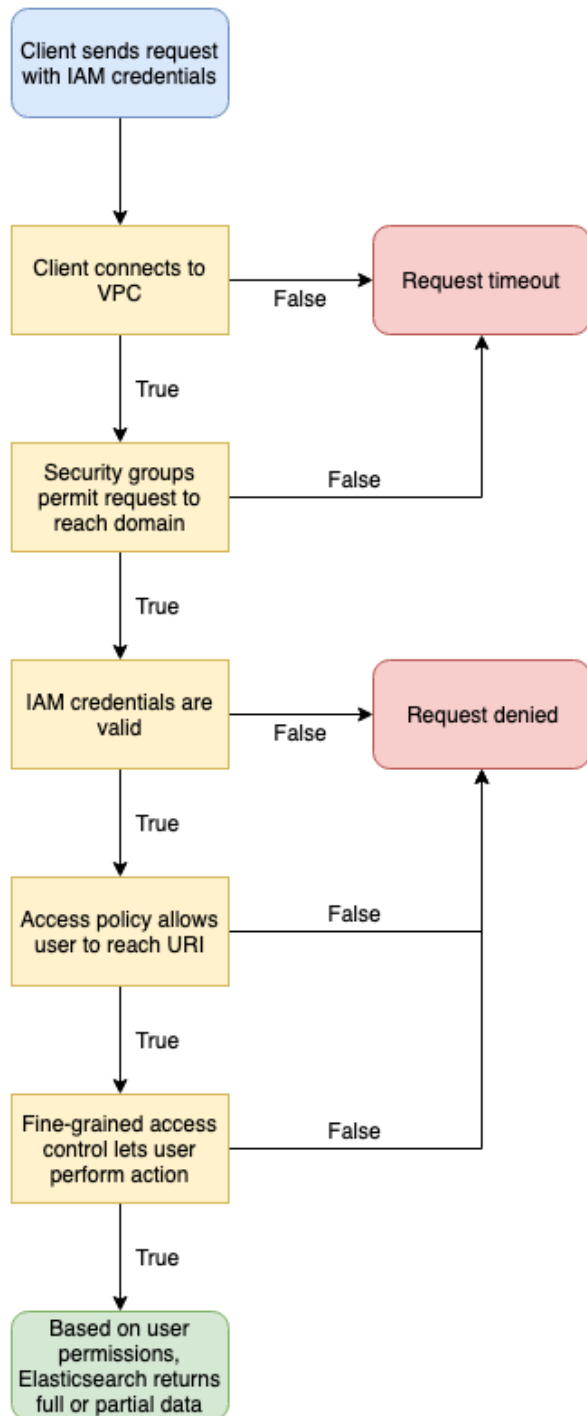 Client sends request
with IAM credentials
Client connects to
VPC
False
Request timeout
True
Security groups
permit request to
reach domain
False
True
IAM credentials are
valid
False
Request denied
True
Access policy allows
user to reach URI
False
True
Fine-grained access
control lets user
perform action
False
True
Based on user
permissions,
Elasticsearch returns
full or partial data